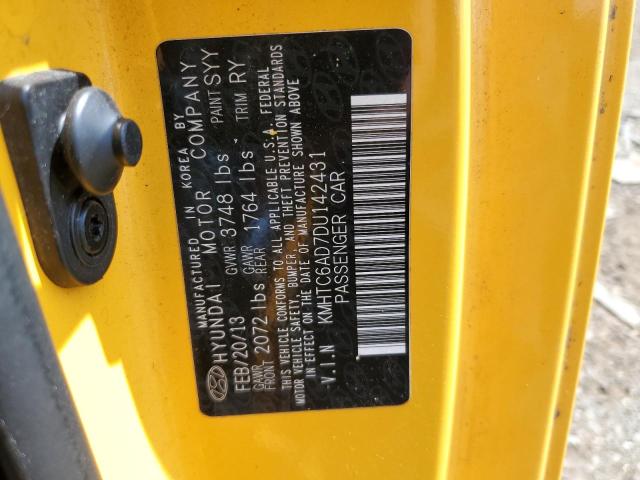 MANUFACTURED IN KOREA BY
HYUNDAI MOTOR COMPANY
FEB/20/13 GVWR 3748 lbs PAINT SYY
GAWR FRONT 2072 lbs GAWR REAR 1764 lbs TRIM RY
THIS VEHICLE CONFORMS TO ALL APPLICABLE U.S.A. FEDERAL
MOTOR VEHICLE SAFETY, BUMPER, AND THEFT PREVENTION STANDARDS
IN EFFECT ON THE DATE OF MANUFACTURE SHOWN ABOVE
V.I.N KMHTC6AD7DU142431
PASSENGER CAR